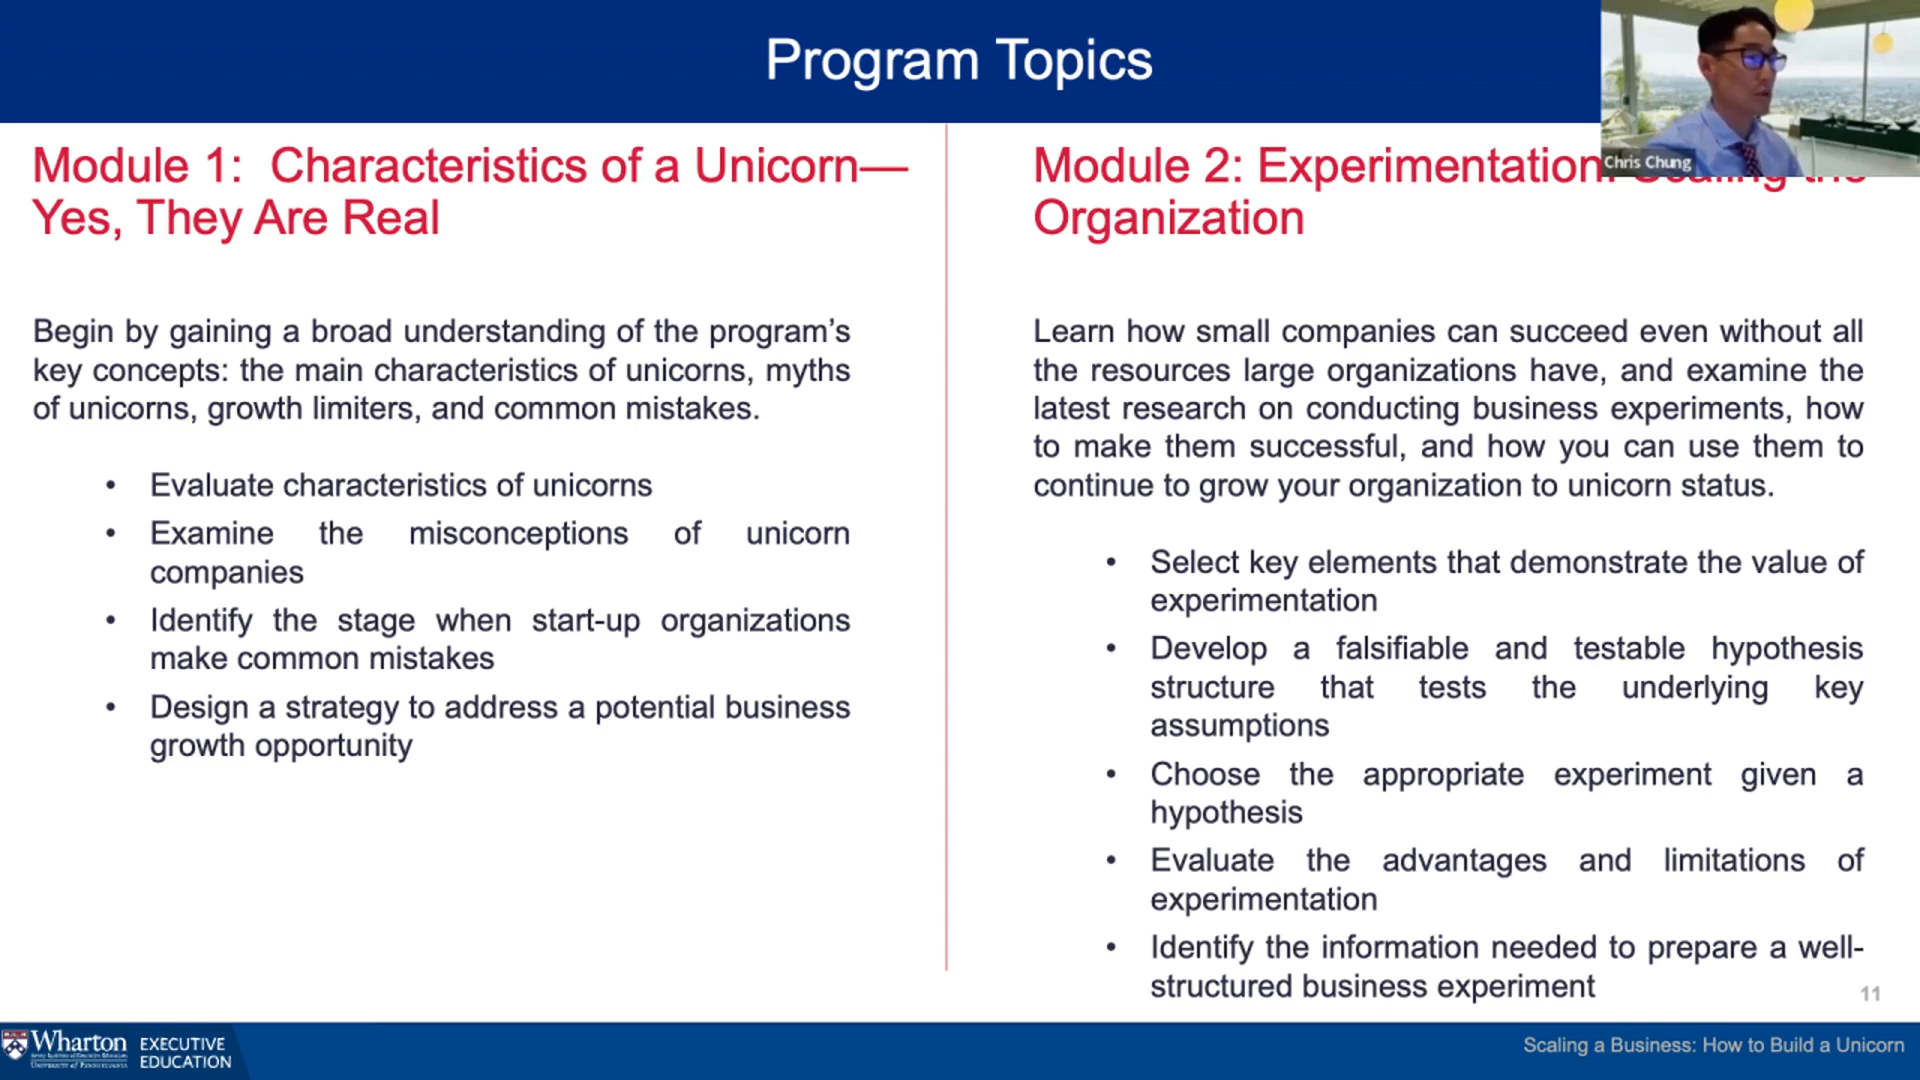 Program Topics
Chris Chung
Module 1: Characteristics of a Unicorn—
Yes, They Are Real
Begin by gaining a broad understanding of the program’s
key concepts: the main characteristics of unicorns, myths
of unicorns, growth limiters, and common mistakes.
• Evaluate characteristics of unicorns
• Examine the misconceptions of unicorn
companies
• Identify the stage when start-up organizations
make common mistakes
• Design a strategy to address a potential business
growth opportunity
Module 2: Experimentation: Scaling the
Organization
Learn how small companies can succeed even without all
the resources large organizations have, and examine the
latest research on conducting business experiments, how
to make them successful, and how you can use them to
continue to grow your organization to unicorn status.
• Select key elements that demonstrate the value of
experimentation
• Develop a falsifiable and testable hypothesis
structure that tests the underlying key
assumptions
• Choose the appropriate experiment given a
hypothesis
• Evaluate the advantages and limitations of
experimentation
• Identify the information needed to prepare a well-
structured business experiment
11
Wharton
UNIVERSITY of PENNSYLVANIA
EXECUTIVE
EDUCATION
Scaling a Business: How to Build a Unicorn